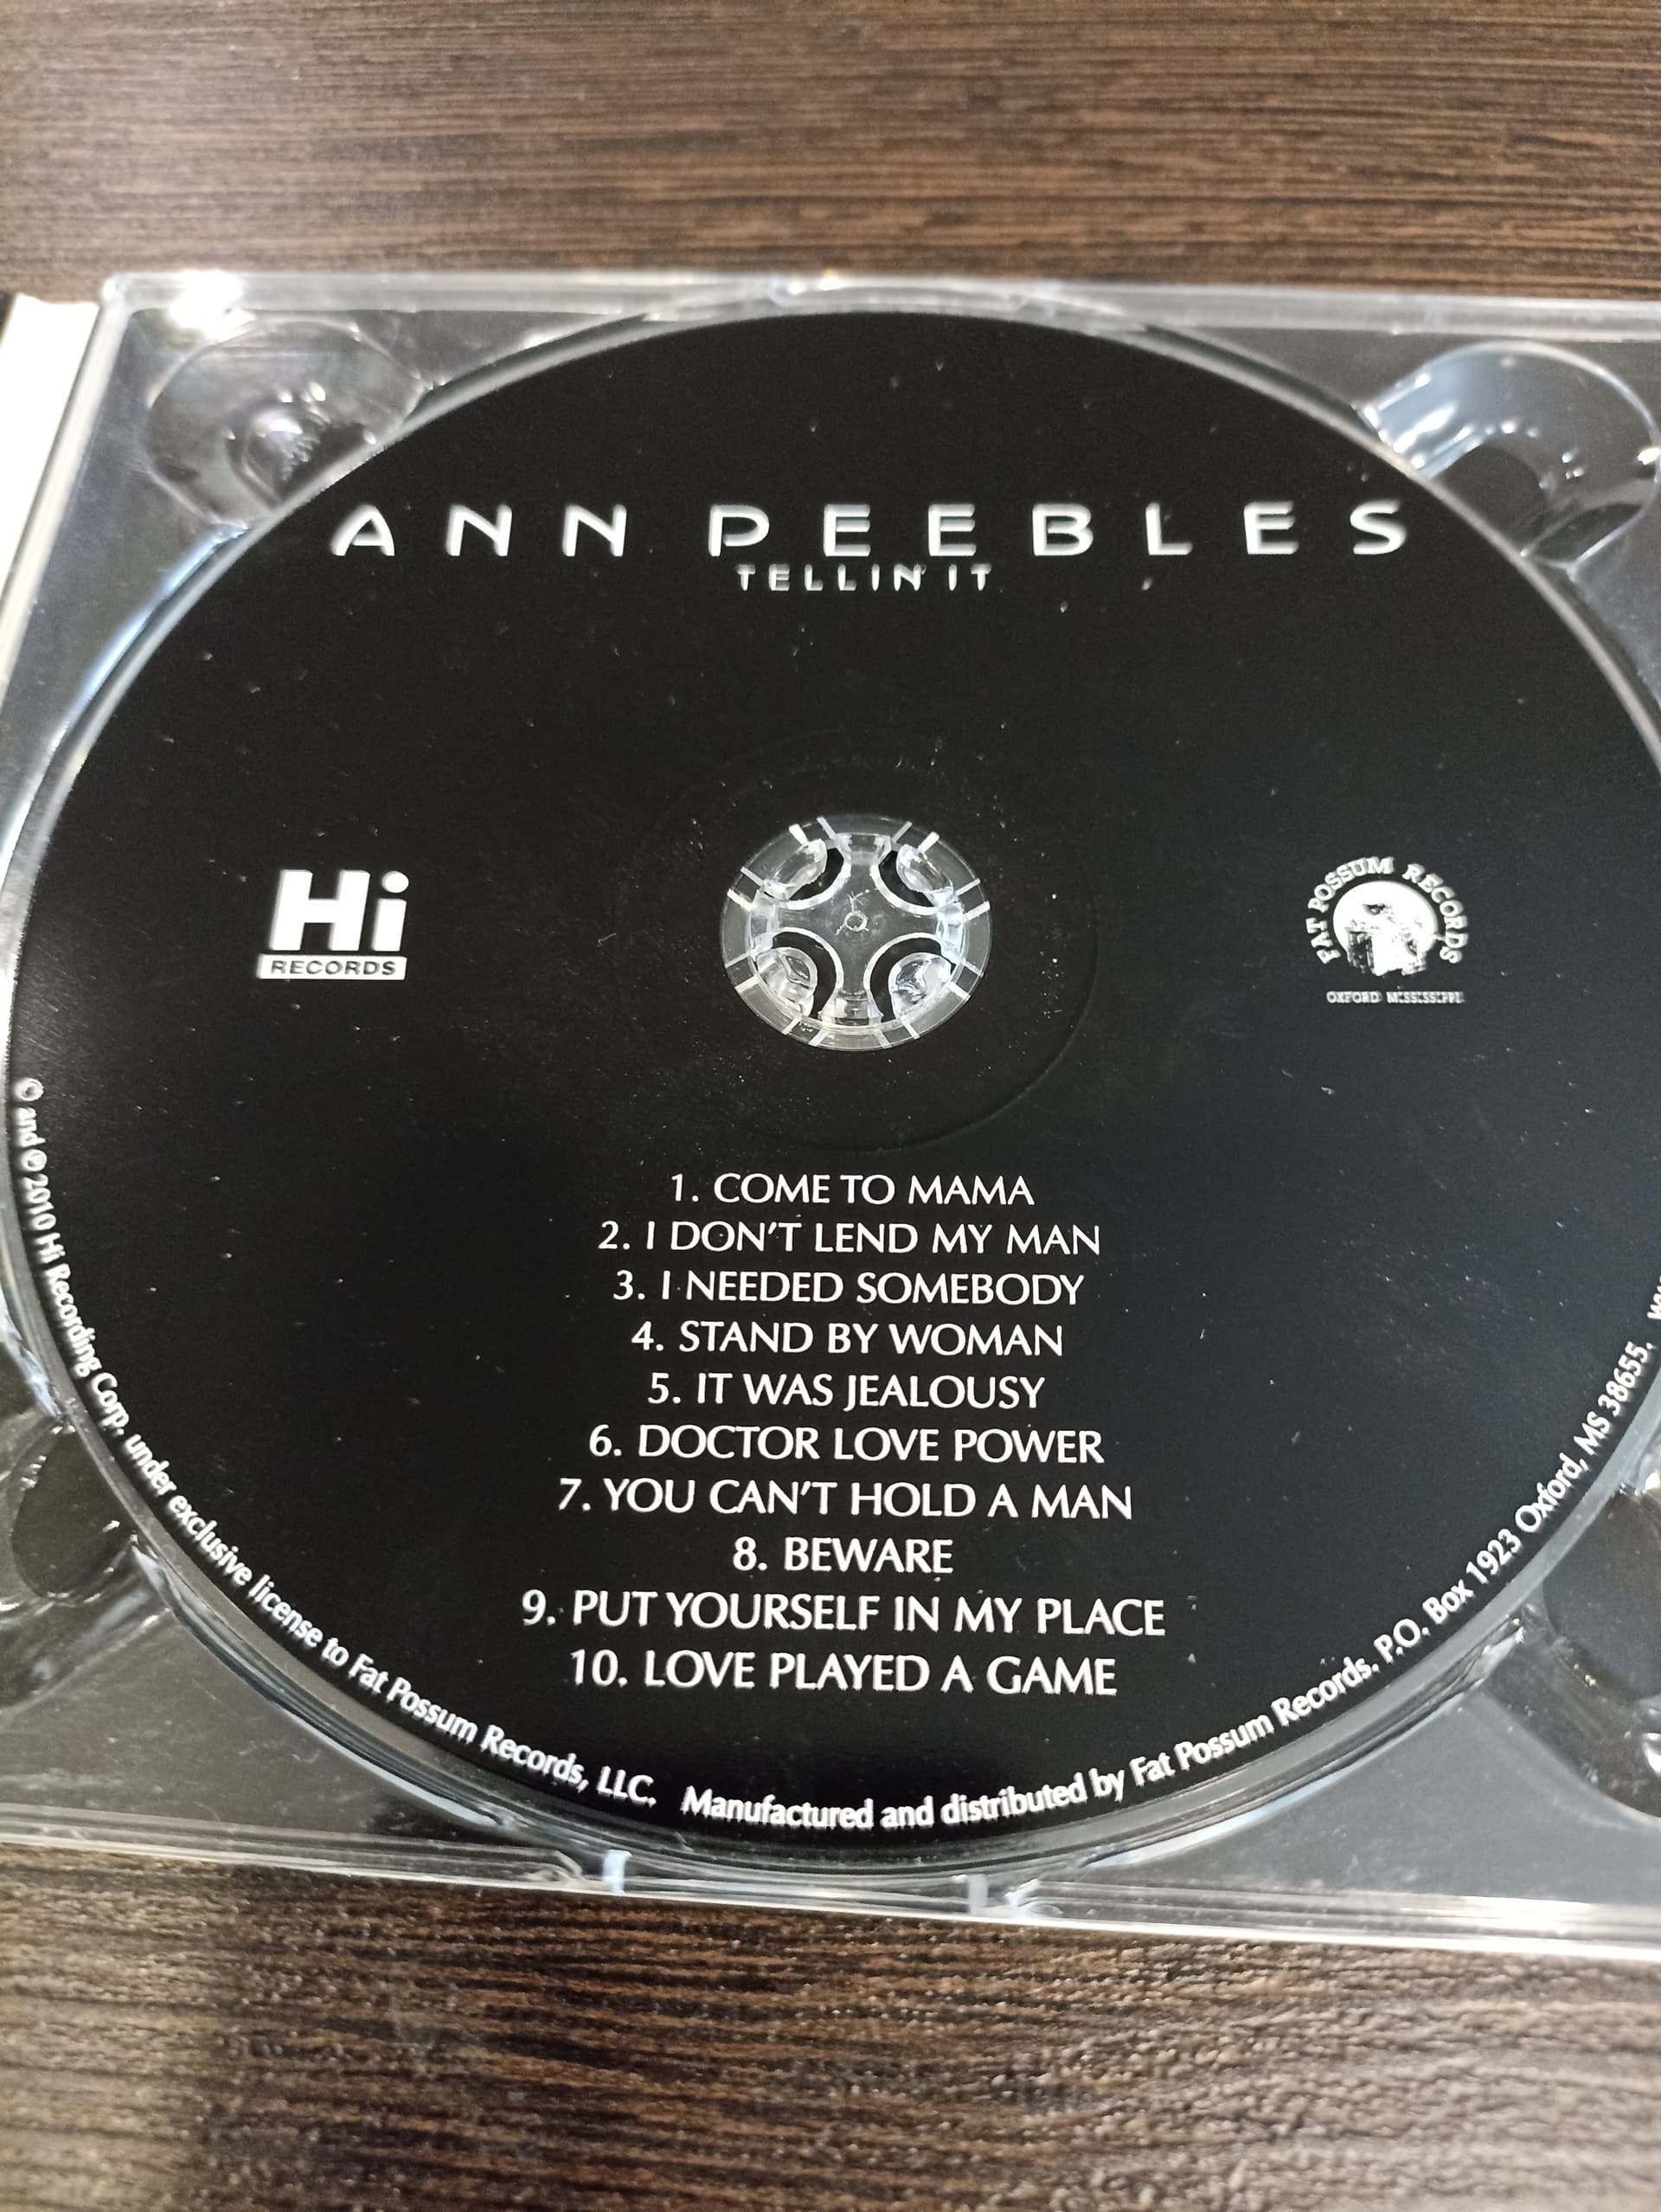 ANN PEEBLES
TELLIN' IT
Hi
RECORDS
FAT POSSUM RECORDS
OXFORD MISSISSIPPI
1. COME TO MAMA
2. I DON'T LEND MY MAN
3. I NEEDED SOMEBODY
4. STAND BY WOMAN
5. IT WAS JEALOUSY
6. DOCTOR LOVE POWER
7. YOU CAN'T HOLD A MAN
8. BEWARE
9. PUT YOURSELF IN MY PLACE
10. LOVE PLAYED A GAME
© and ℗ 2010 Hi Recording Corp. under exclusive license to Fat Possum Records, LLC. Manufactured and distributed by Fat Possum Records. P.O. Box 1923 Oxford, MS 38655.